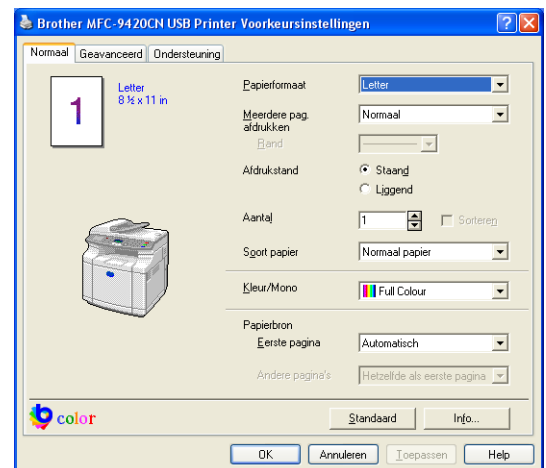 Brother MFC-9420CN USB Printer Voorkeursinstellingen
Normaal Geavanceerd Ondersteuning
1
Letter
8 ½ x 11 in
Papierformaat Letter
Meerdere pag. afdrukken Normaal
Rand
Afdrukstand Staand
Liggend
Aantal 1 Sorteren
Soort papier Normaal papier
Kleur/Mono Full Colour
Papierbron
Eerste pagina Automatisch
Andere pagina's Hetzelfde als eerste pagina
color Standaard Info...
OK Annuleren Toepassen Help